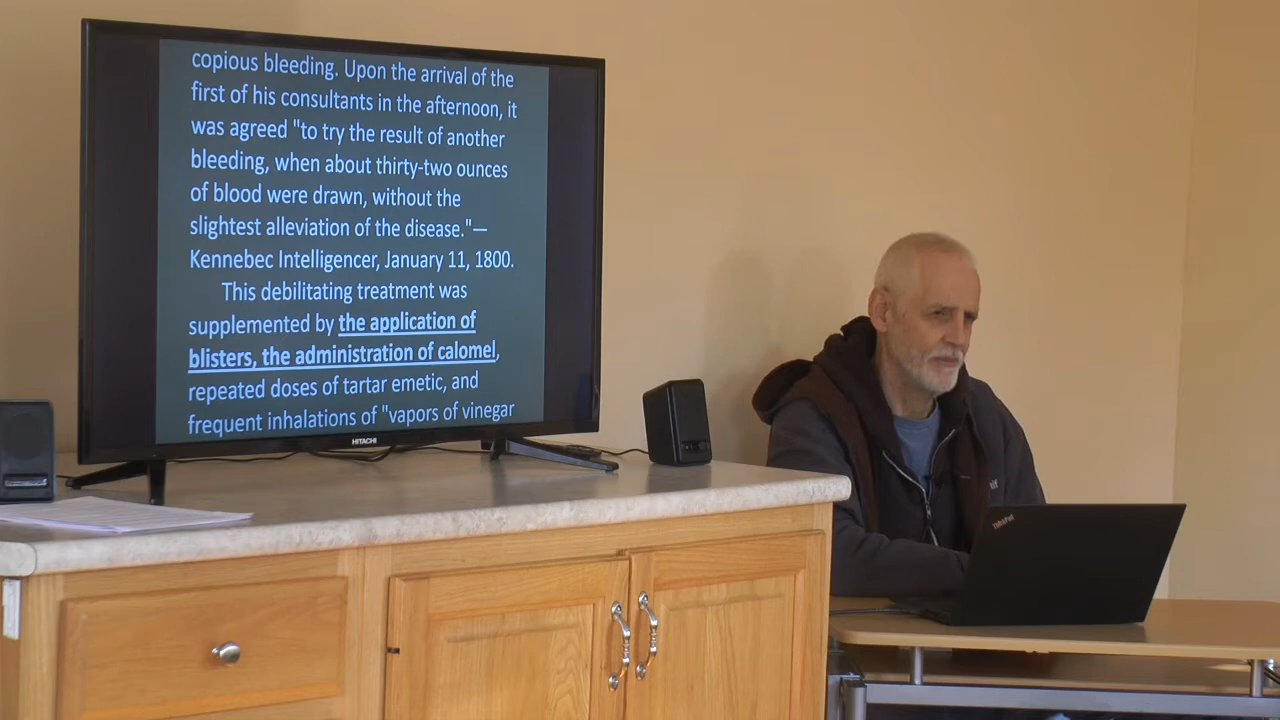 copious bleeding. Upon the arrival of the
first of his consultants in the afternoon, it
was agreed "to try the result of another
bleeding, when about thirty-two ounces
of blood were drawn, without the
slightest alleviation of the disease."—
Kennebec Intelligencer, January 11, 1800.
This debilitating treatment was
supplemented by the application of
blisters, the administration of calomel,
repeated doses of tartar emetic, and
frequent inhalations of "vapors of vinegar
HITACHI
ThinkPad